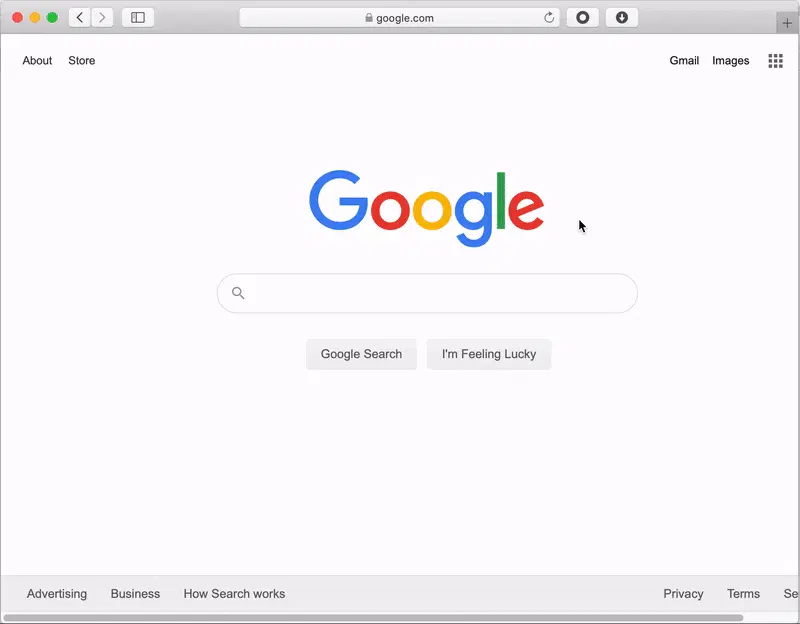 google.com
About Store Gmail Images
Google
Google Search I'm Feeling Lucky
Advertising Business How Search works Privacy Terms Se